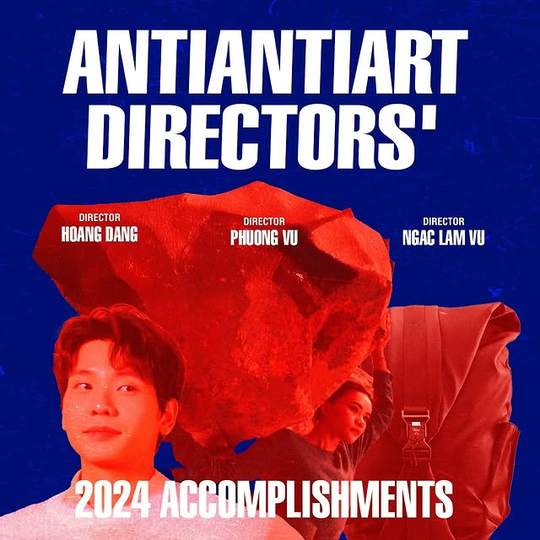 ANTIANTIART
DIRECTORS'
DIRECTOR
HOANG DANG
DIRECTOR
PHUONG VU
DIRECTOR
NGAC LAM VU
2024 ACCOMPLISHMENTS